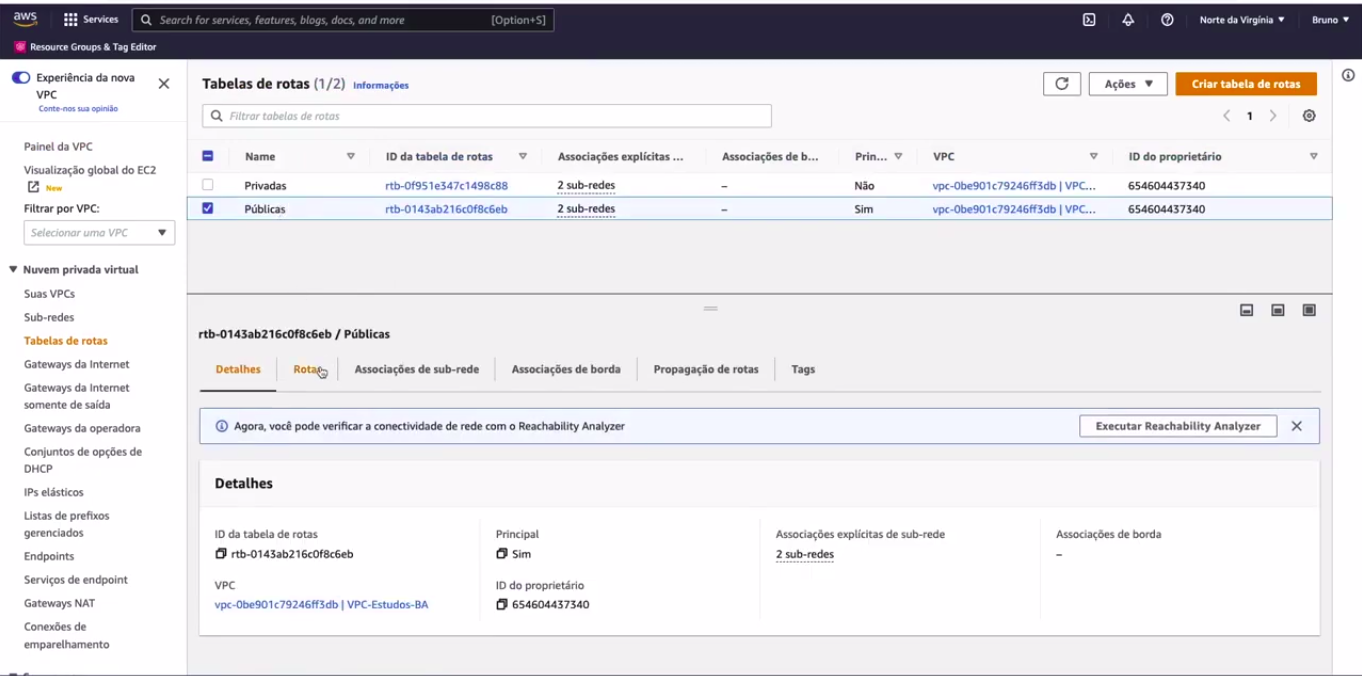 aws Services Search for services, features, blogs, docs, and more [Option+S] Norte da Virgínia Bruno
Resource Groups & Tag Editor
Experiência da nova VPC
Conte-nos sua opinião
Painel da VPC
Visualização global do EC2
New
Filtrar por VPC:
Selecionar uma VPC
Nuvem privada virtual
Suas VPCs
Sub-redes
Tabelas de rotas
Gateways da Internet
Gateways da Internet
somente de saída
Gateways da operadora
Conjuntos de opções de
DHCP
IPs elásticos
Listas de prefixos
gerenciados
Endpoints
Serviços de endpoint
Gateways NAT
Conexões de
emparelhamento
Tabelas de rotas (1/2) Informações Ações Criar tabela de rotas
Filtrar tabelas de rotas 1
Name ID da tabela de rotas Associações explícitas ... Associações de b... Prin... VPC ID do proprietário
Privadas rtb-0f951e347c1498c88 2 sub-redes – Não vpc-0be901c79246ff3db | VPC... 654604437340
Públicas rtb-0143ab216c0f8c6eb 2 sub-redes – Sim vpc-0be901c79246ff3db | VPC... 654604437340
rtb-0143ab216c0f8c6eb / Públicas
Detalhes Rotas Associações de sub-rede Associações de borda Propagação de rotas Tags
Agora, você pode verificar a conectividade de rede com o Reachability Analyzer Executar Reachability Analyzer
Detalhes
ID da tabela de rotas Principal Associações explícitas de sub-rede Associações de borda
rtb-0143ab216c0f8c6eb Sim 2 sub-redes –
VPC ID do proprietário
vpc-0be901c79246ff3db | VPC-Estudos-BA 654604437340